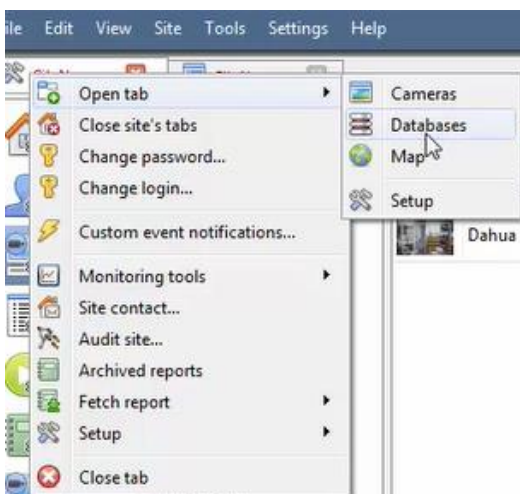 ile Edit View Site Tools Settings Help
Open tab
Cameras
Close site's tabs
Databases
Change password...
Map
Change login...
Setup
Custom event notifications...
Dahua
Monitoring tools
Site contact...
Audit site...
Archived reports
Fetch report
Setup
Close tab